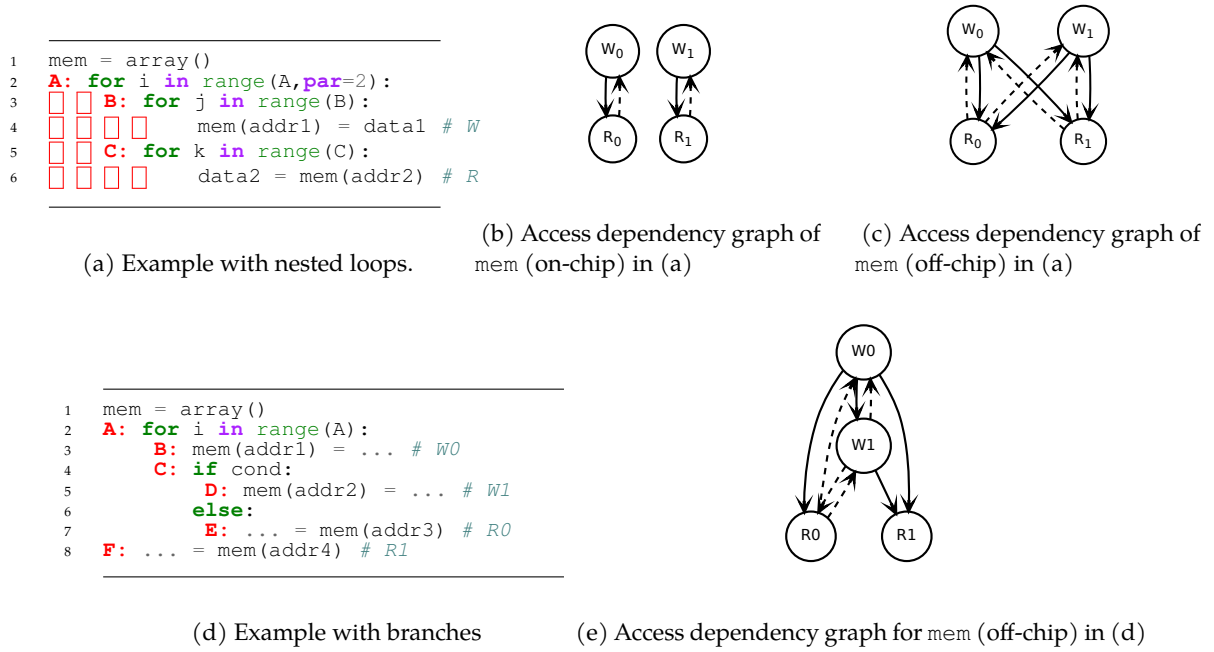 1 mem = array()
2 A: for i in range(A,par=2):
3 B: for j in range(B):
4 mem(addr1) = data1 # W
5 C: for k in range(C):
6 data2 = mem(addr2) # R
(a) Example with nested loops.
W0 W1
R0 R1
(b) Access dependency graph of
mem (on-chip) in (a)
W0 W1
R0 R1
(c) Access dependency graph of
mem (off-chip) in (a)
1 mem = array()
2 A: for i in range(A):
3 B: mem(addr1) = ... # W0
4 C: if cond:
5 D: mem(addr2) = ... # W1
6 else:
7 E: ... = mem(addr3) # R0
8 F: ... = mem(addr4) # R1
(d) Example with branches
W0
W1
R0 R1
(e) Access dependency graph for mem (off-chip) in (d)